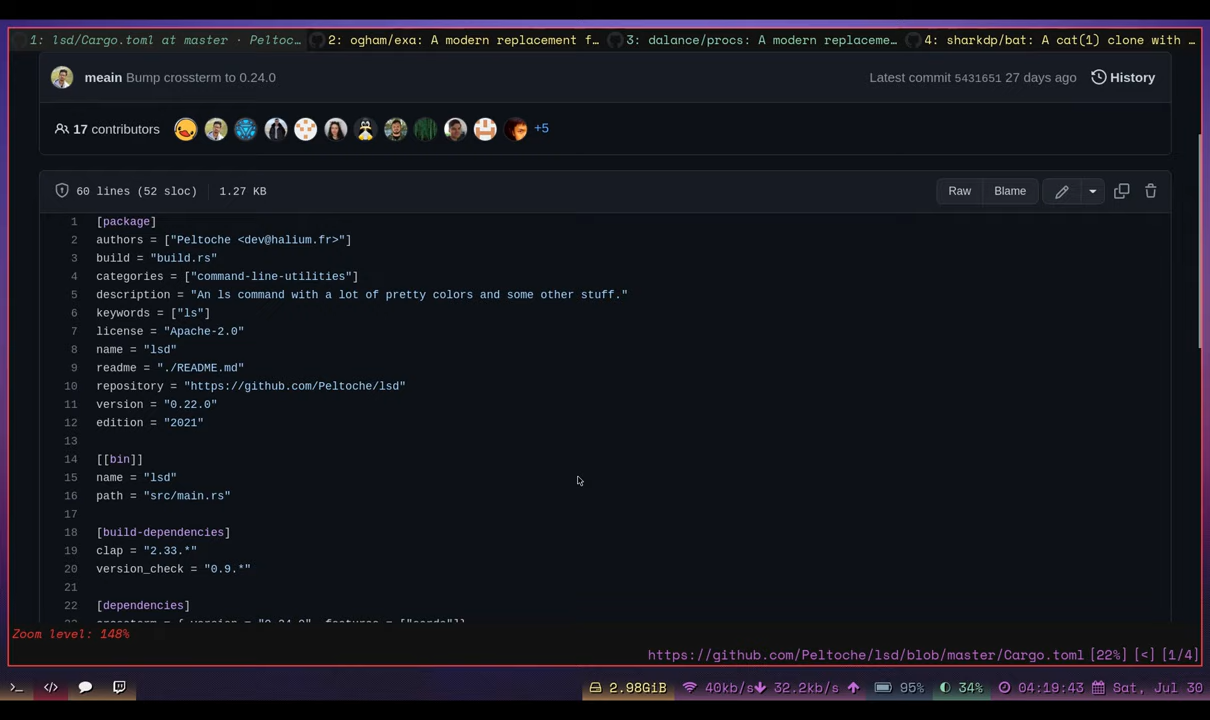 1: lsd/Cargo.toml at master · Peltoc… 2: ogham/exa: A modern replacement f… 3: dalance/procs: A modern replaceme… 4: sharkdp/bat: A cat(1) clone with …
meain Bump crossterm to 0.24.0 Latest commit 5431651 27 days ago History
17 contributors +5
60 lines (52 sloc) 1.27 KB Raw Blame
1 [package]
2 authors = ["Peltoche <dev@halium.fr>"]
3 build = "build.rs"
4 categories = ["command-line-utilities"]
5 description = "An ls command with a lot of pretty colors and some other stuff."
6 keywords = ["ls"]
7 license = "Apache-2.0"
8 name = "lsd"
9 readme = "./README.md"
10 repository = "https://github.com/Peltoche/lsd"
11 version = "0.22.0"
12 edition = "2021"
13
14 [[bin]]
15 name = "lsd"
16 path = "src/main.rs"
17
18 [build-dependencies]
19 clap = "2.33.*"
20 version_check = "0.9.*"
21
22 [dependencies]
Zoom level: 148%
https://github.com/Peltoche/lsd/blob/master/Cargo.toml [22%] [<] [1/4]
>_ </> 2.98GiB 40kb/s 32.2kb/s 95% 34% 04:19:43 Sat, Jul 30